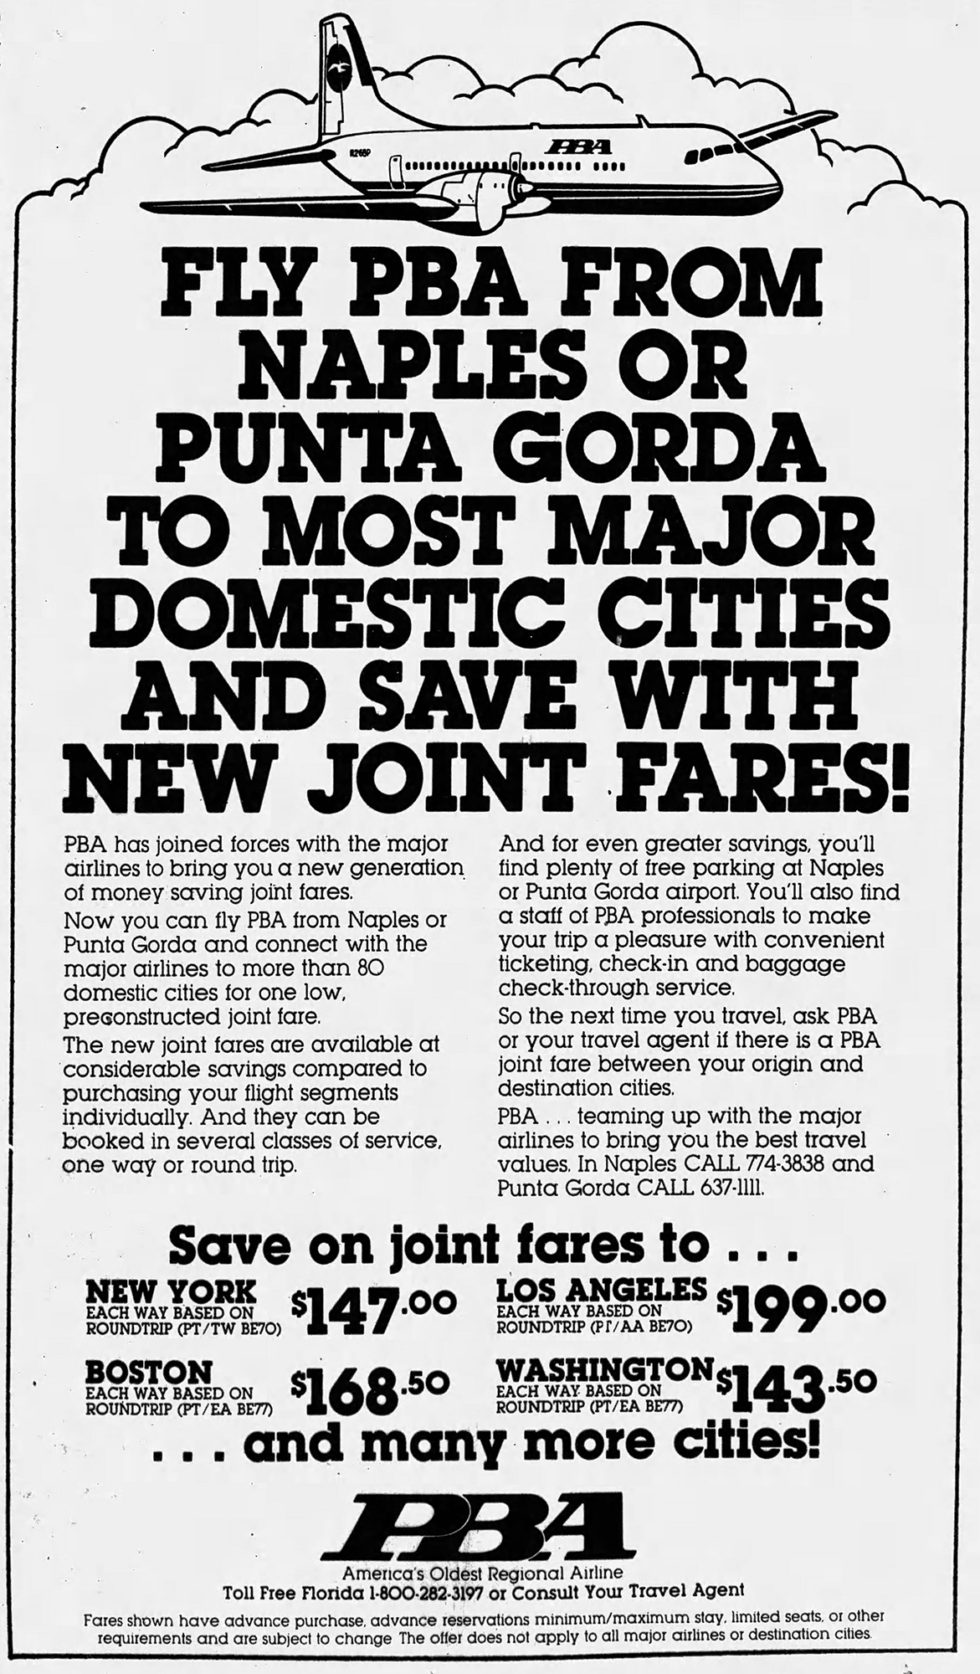 PBA
R265P
FLY PBA FROM
NAPLES OR
PUNTA GORDA
TO MOST MAJOR
DOMESTIC CITIES
AND SAVE WITH
NEW JOINT FARES!
PBA has joined forces with the major
airlines to bring you a new generation
of money saving joint fares.
Now you can fly PBA from Naples or
Punta Gorda and connect with the
major airlines to more than 80
domestic cities for one low,
preconstructed joint fare.
The new joint fares are available at
considerable savings compared to
purchasing your flight segments
individually. And they can be
booked in several classes of service,
one way or round trip.
And for even greater savings, you'll
find plenty of free parking at Naples
or Punta Gorda airport. You'll also find
a staff of PBA professionals to make
your trip a pleasure with convenient
ticketing, check-in and baggage
check-through service.
So the next time you travel, ask PBA
or your travel agent if there is a PBA
joint fare between your origin and
destination cities.
PBA . . . teaming up with the major
airlines to bring you the best travel
values. In Naples CALL 774-3838 and
Punta Gorda CALL 637-1111.
Save on joint fares to . . .
NEW YORK
EACH WAY BASED ON
ROUNDTRIP (PT/TW BE70)
$147.00
LOS ANGELES
EACH WAY BASED ON
ROUNDTRIP (PT/AA BE70)
$199.00
BOSTON
EACH WAY BASED ON
ROUNDTRIP (PT/EA BE77)
$168.50
WASHINGTON
EACH WAY BASED ON
ROUNDTRIP (PT/EA BE77)
$143.50
. . . and many more cities!
PBA
America's Oldest Regional Airline
Toll Free Florida 1-800-282-3197 or Consult Your Travel Agent
Fares shown have advance purchase, advance reservations minimum/maximum stay, limited seats, or other
requirements and are subject to change The offer does not apply to all major airlines or destination cities.